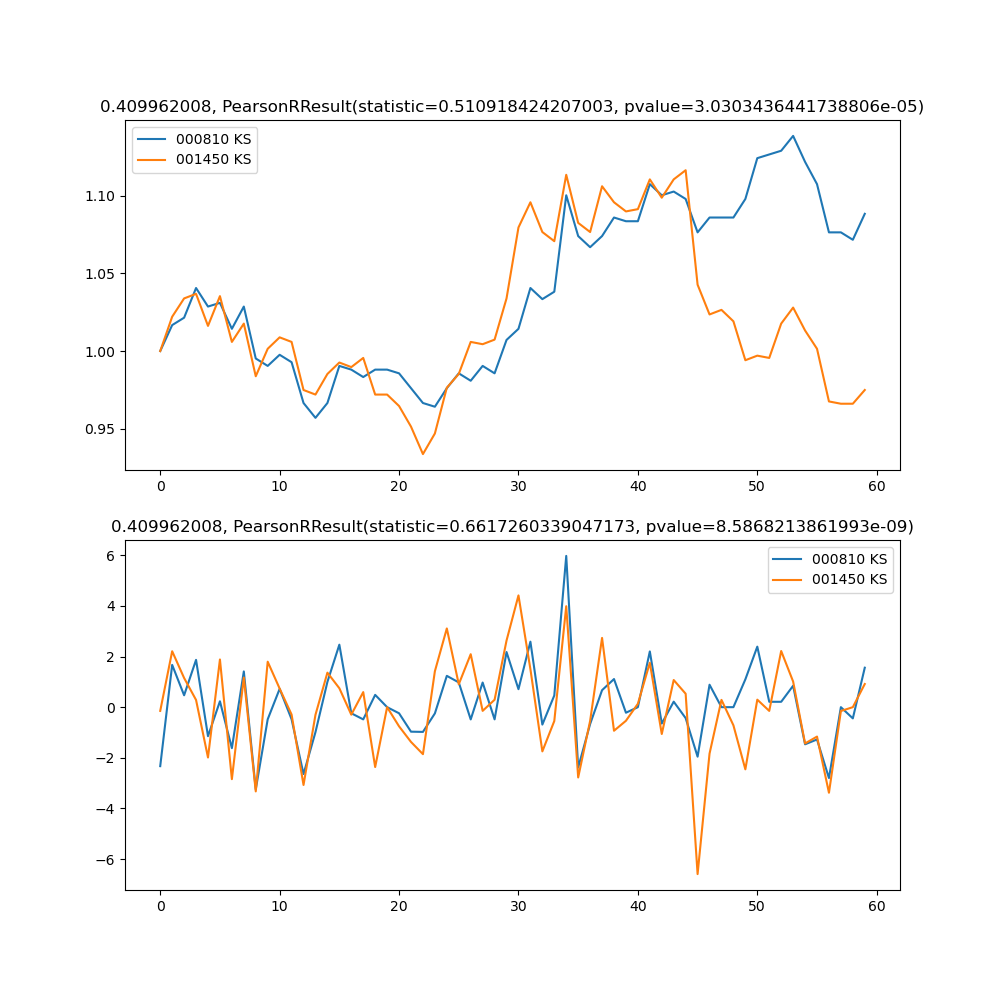 0.409962008, PearsonRResult(statistic=0.510918424207003, pvalue=3.0303436441738806e-05)
000810 KS
001450 KS
1.10
1.05
1.00
0.95
0 10 20 30 40 50 60
0.409962008, PearsonRResult(statistic=0.6617260339047173, pvalue=8.5868213861993e-09)
000810 KS
001450 KS
6
4
2
0
−2
−4
−6
0 10 20 30 40 50 60